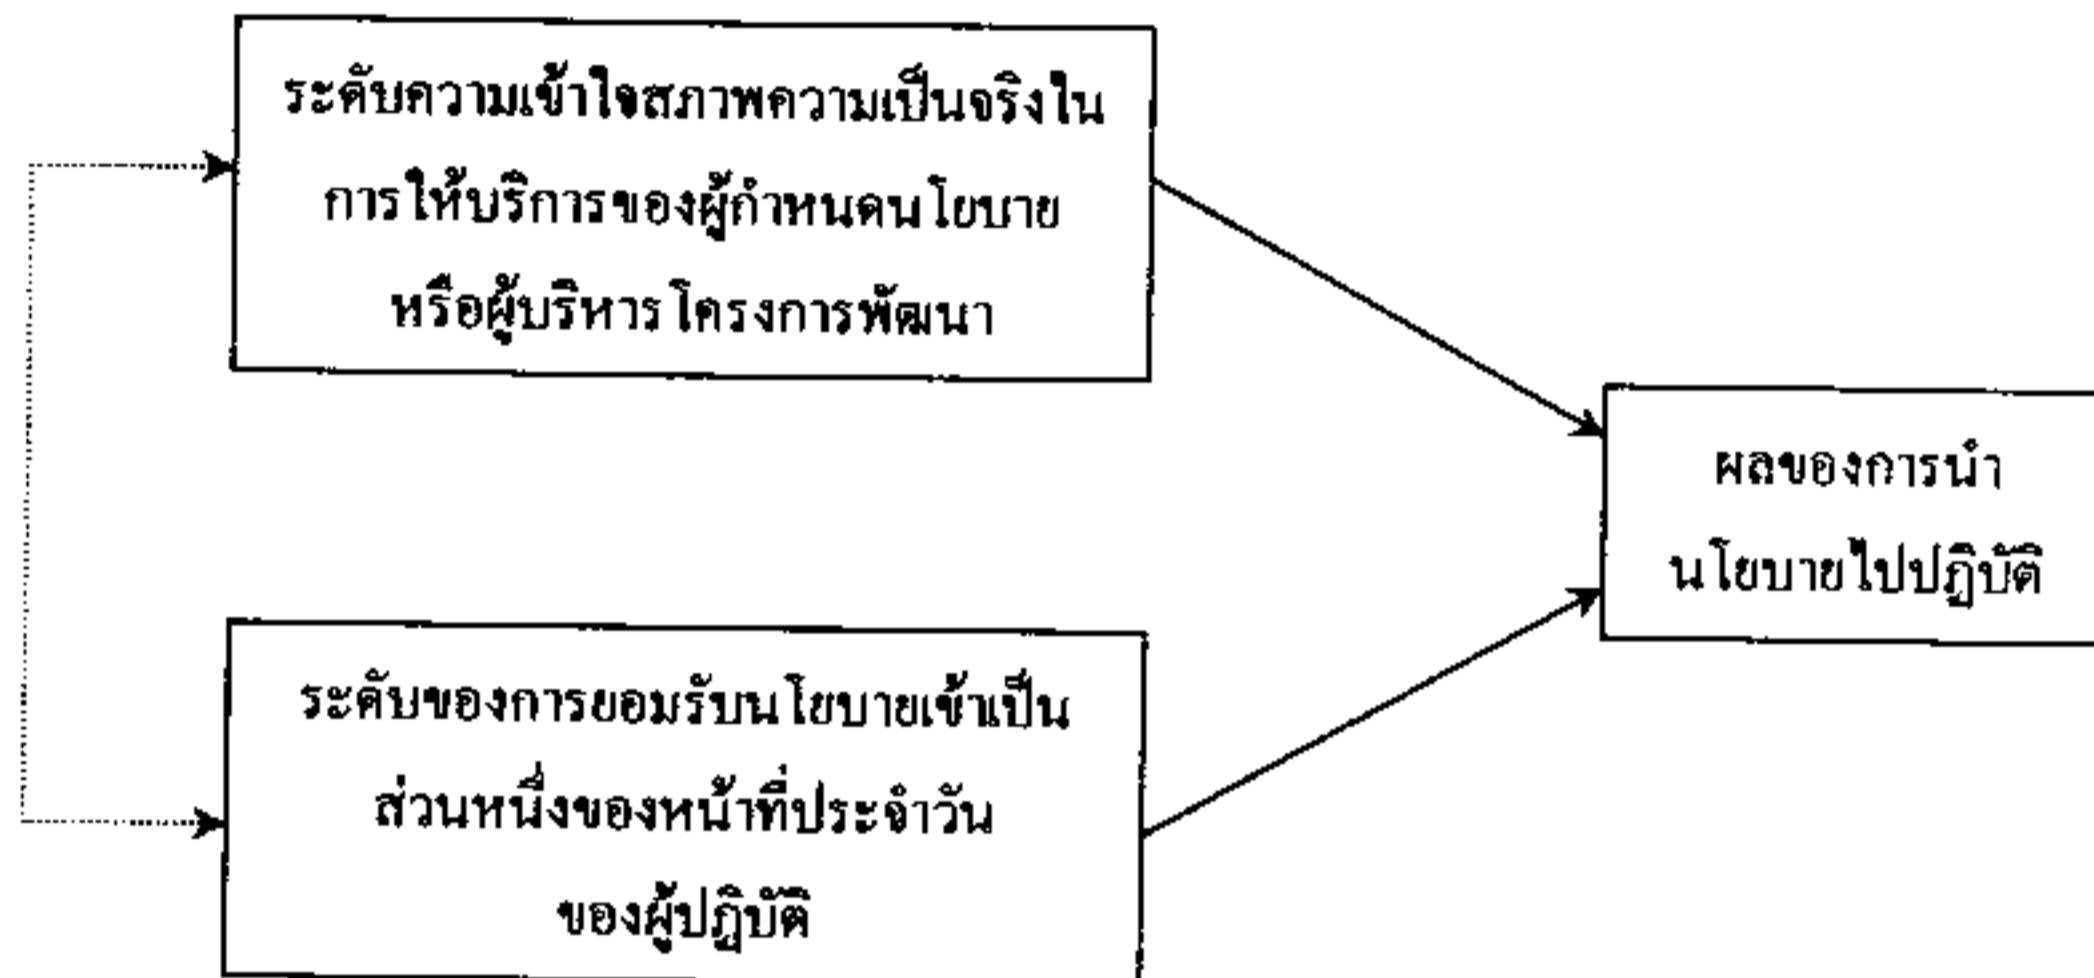 ระดับความเข้าใจสภาพความเป็นจริงใน
การให้บริการของผู้กำหนดนโยบาย
หรือผู้บริหารโครงการพัฒนา
ผลของการนำ
นโยบายไปปฏิบัติ
ระดับของการยอมรับนโยบายเข้าเป็น
ส่วนหนึ่งของหน้าที่ประจำวัน
ของผู้ปฏิบัติ